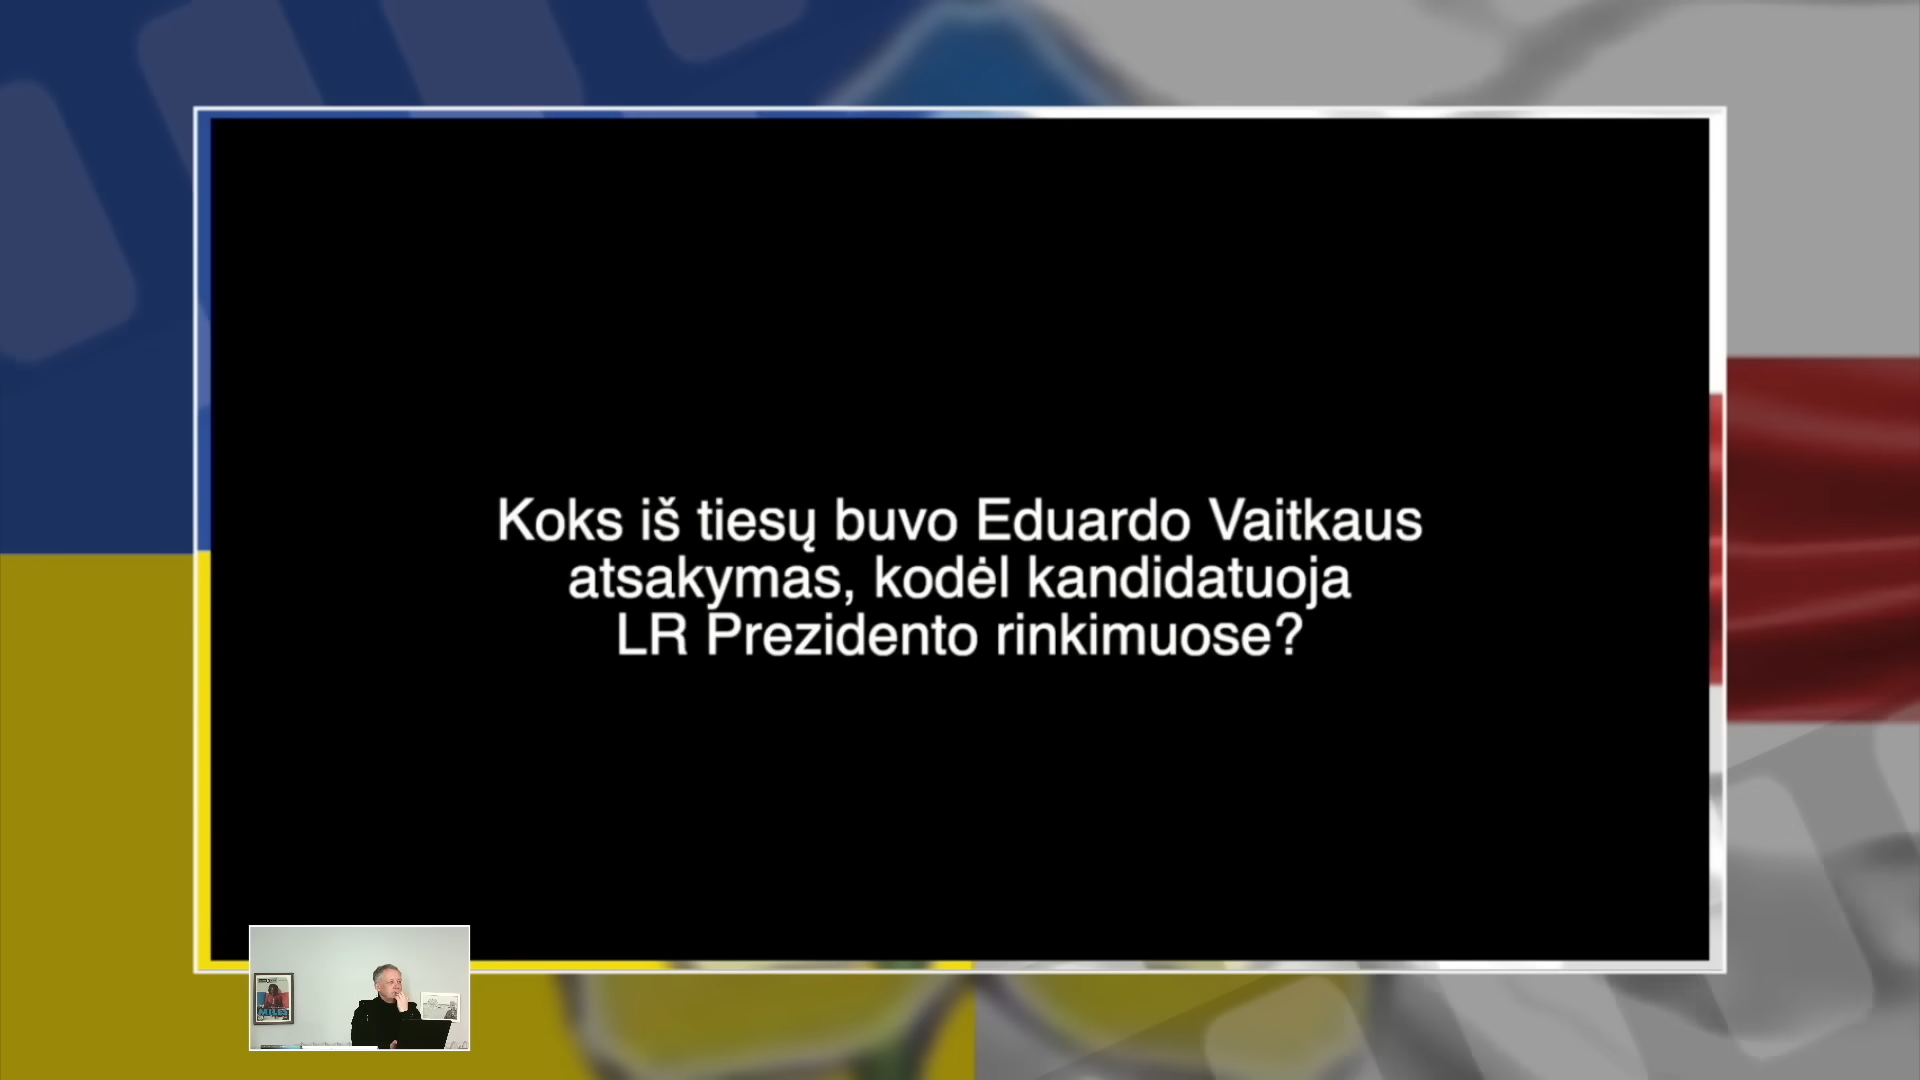 Koks iš tiesų buvo Eduardo Vaitkaus
atsakymas, kodėl kandidatuoja
LR Prezidento rinkimuose?